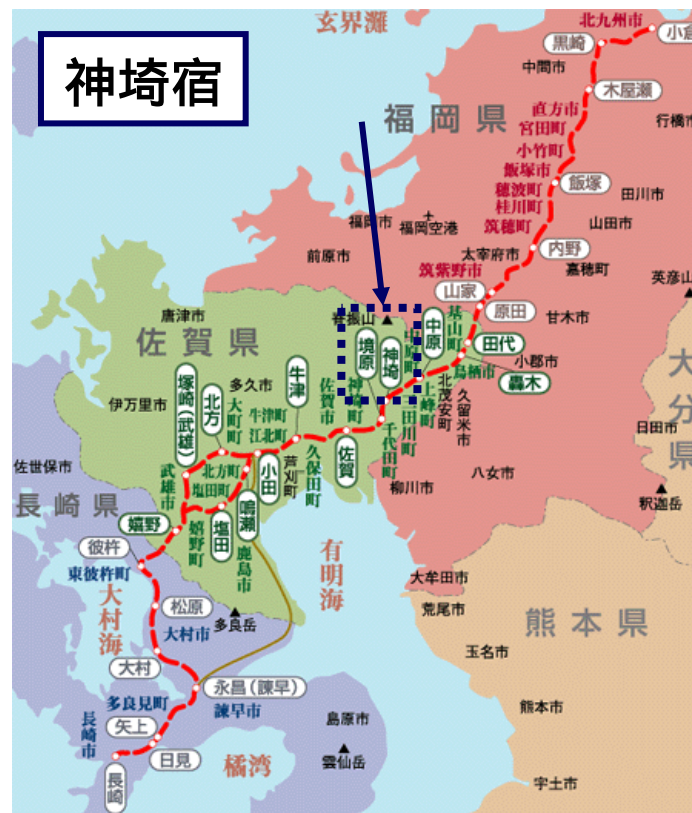 神埼宿
玄界灘
北九州市
小倉
黒崎
中間市
木屋瀬
福岡県
直方市
宮田町
行橋市
小竹町
飯塚市
穂波町
飯塚
桂川町
田川市
筑穂町
山田市
福岡市
福岡空港
前原市
太宰府市
内野
嘉穂町
筑紫野市
英彦山
山家
原田
甘木市
唐津市
脊振山
佐賀県
中原町
中原
基山町
田代
境原
神埼
小郡市
鳥栖市
轟木
大分県
多久市
牛津
佐賀市
神埼町
三田川町
上峰町
北茂安町
久留米市
伊万里市
塚崎(武雄)
北方
大町町
牛津町
江北町
千代田町
日田市
佐世保市
武雄市
北方町
塩田町
小田
芦刈町
久保田町
佐賀
柳川市
八女市
釈迦岳
長崎県
嬉野
嬉野町
塩田
鳴瀬
鹿島市
有明海
彼杵
東彼杵町
大村海
松原
大村市
多良岳
大牟田市
荒尾市
熊本県
玉名市
大村
永昌(諫早)
多良見町
諫早市
長崎市
矢上
日見
長崎
橘湾
島原市
雲仙岳
熊本市
宇土市